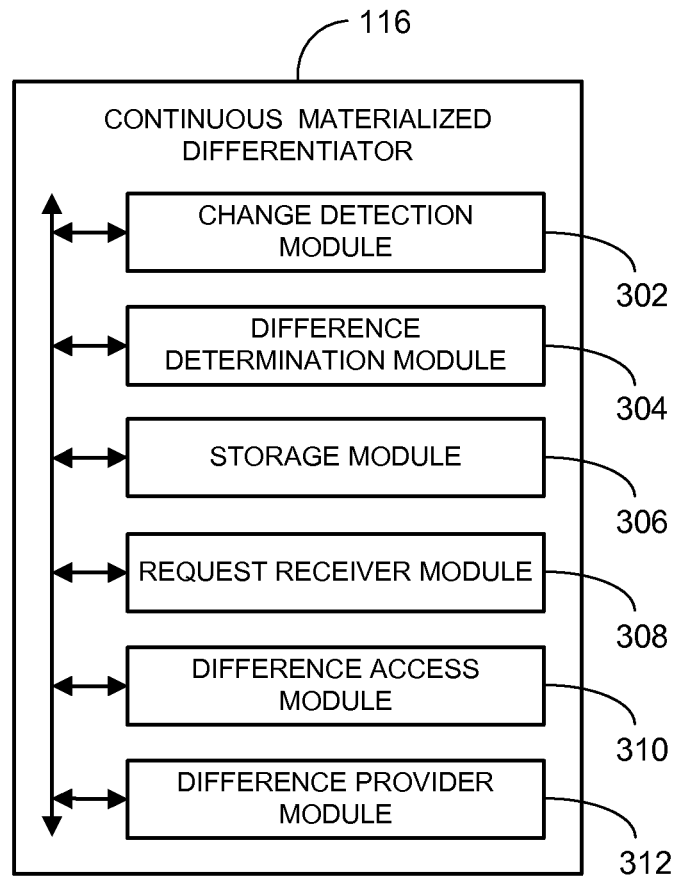 116
CONTINUOUS MATERIALIZED
DIFFERENTIATOR
CHANGE DETECTION
MODULE
302
DIFFERENCE
DETERMINATION MODULE
304
STORAGE MODULE
306
REQUEST RECEIVER MODULE
308
DIFFERENCE ACCESS
MODULE
310
DIFFERENCE PROVIDER
MODULE
312